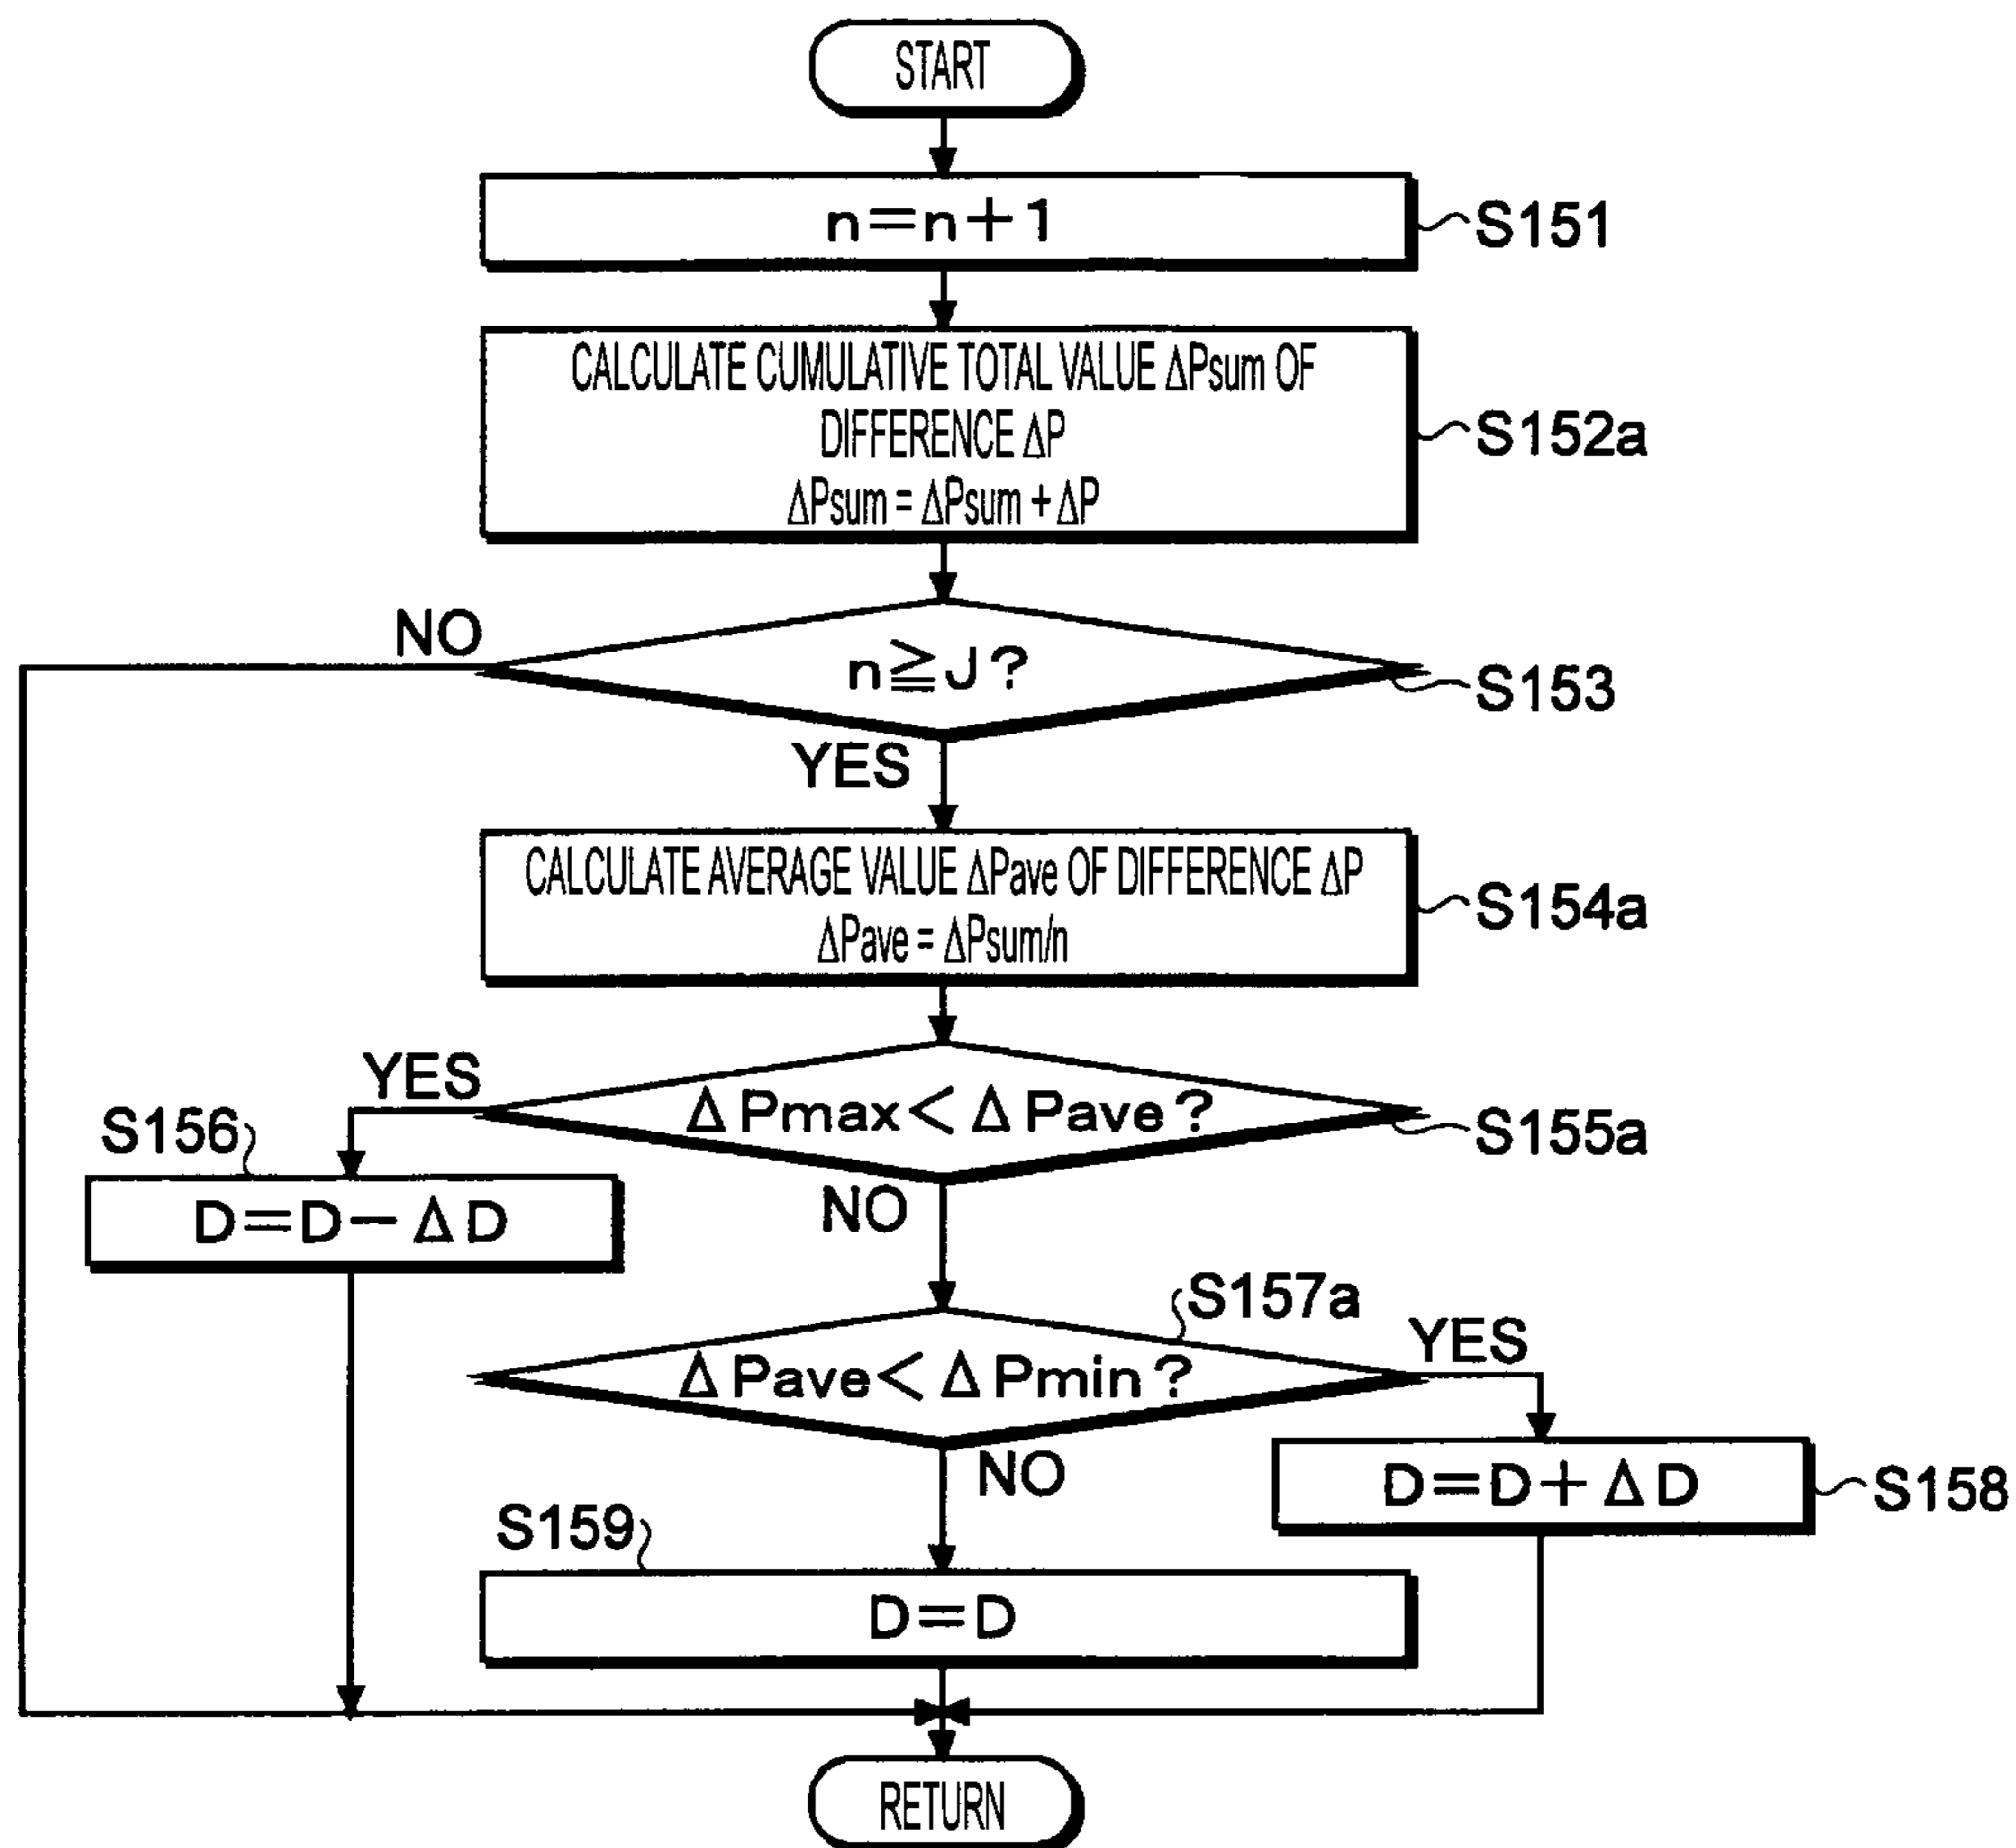 START
n=n+1
S151
CALCULATE CUMULATIVE TOTAL VALUE ΔPsum OF
DIFFERENCE ΔP
ΔPsum = ΔPsum + ΔP
S152a
NO
n≧J?
S153
YES
CALCULATE AVERAGE VALUE ΔPave OF DIFFERENCE ΔP
ΔPave = ΔPsum/n
S154a
YES
ΔPmax<ΔPave?
S155a
S156
D=D-ΔD
NO
S157a
ΔPave<ΔPmin?
YES
NO
D=D+ΔD
S158
S159
D=D
RETURN